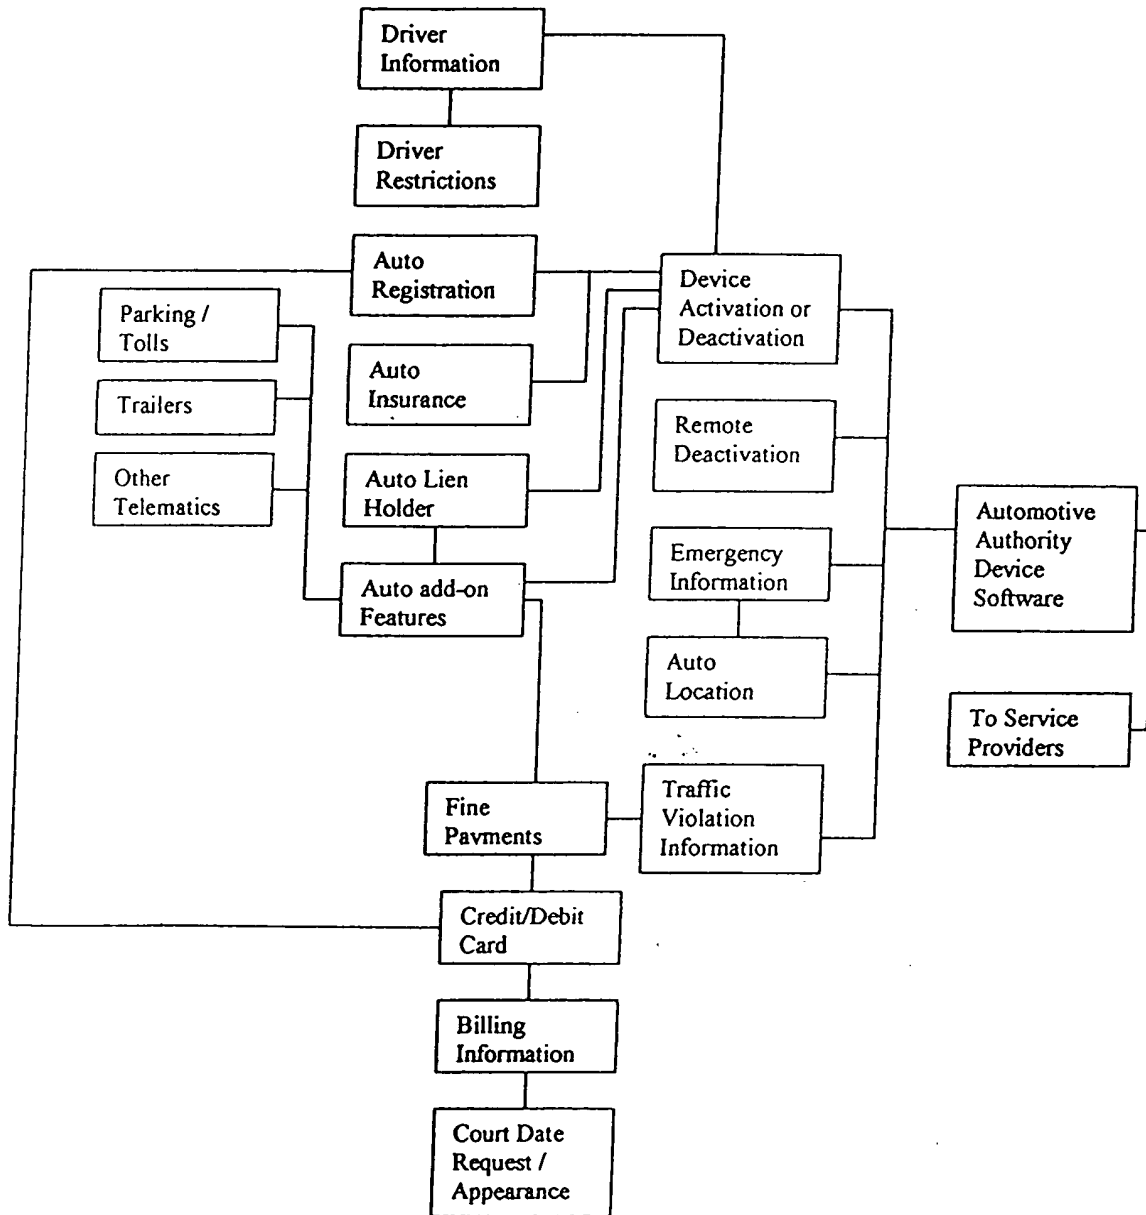 Driver
Information
Driver
Restrictions
Auto
Registration
Device
Activation or
Deactivation
Parking /
Tolls
Auto
Insurance
Trailers
Remote
Deactivation
Other
Telematics
Auto Lien
Holder
Automotive
Authority
Device
Software
Emergency
Information
Auto add-on
Features
Auto
Location
To Service
Providers
Fine
Pavments
Traffic
Violation
Information
Credit/Debit
Card
Billing
Information
Court Date
Request /
Appearance